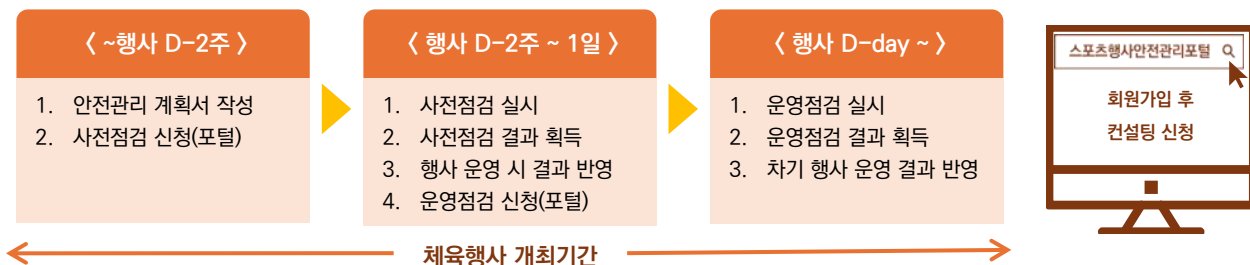 〈 ~행사 D-2주 〉
1. 안전관리 계획서 작성
2. 사전점검 신청(포털)
〈 행사 D-2주 ~ 1일 〉
1. 사전점검 실시
2. 사전점검 결과 획득
3. 행사 운영 시 결과 반영
4. 운영점검 신청(포털)
〈 행사 D-day ~ 〉
1. 운영점검 실시
2. 운영점검 결과 획득
3. 차기 행사 운영 결과 반영
스포츠행사안전관리포털
회원가입 후
컨설팅 신청
체육행사 개최기간